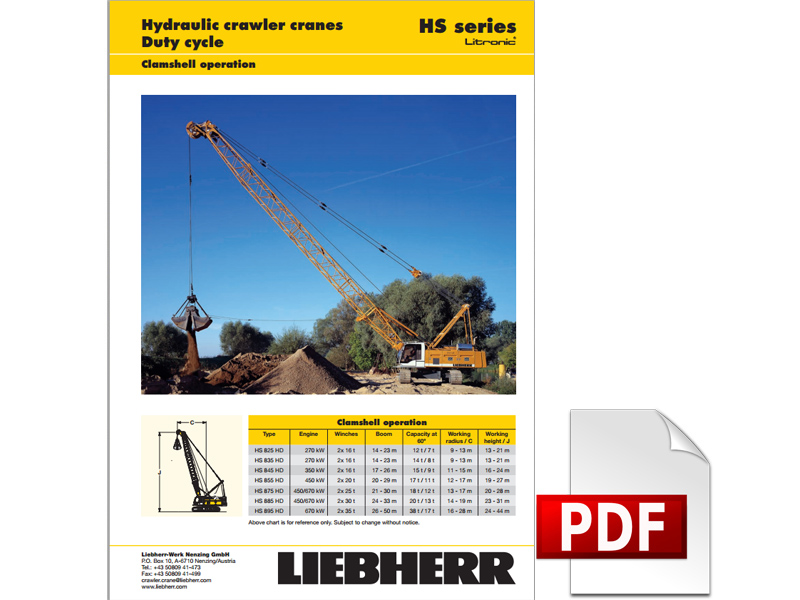 Hydraulic crawler cranes
Duty cycle
HS series
Litronic®
Clamshell operation
C
J
Clamshell operation
Type Engine Winches Boom Capacity at 60° Working radius / C Working height / J
HS 825 HD 270 kW 2x 16 t 14 - 23 m 12 t / 7 t 9 - 13 m 13 - 21 m
HS 835 HD 270 kW 2x 16 t 14 - 23 m 14 t / 8 t 9 - 13 m 13 - 21 m
HS 845 HD 350 kW 2x 16 t 17 - 26 m 15 t / 9 t 11 - 15 m 16 - 24 m
HS 855 HD 450 kW 2x 20 t 20 - 29 m 17 t / 11 t 12 - 17 m 19 - 27 m
HS 875 HD 450/670 kW 2x 25 t 21 - 30 m 18 t / 12 t 13 - 17 m 20 - 28 m
HS 885 HD 450/670 kW 2x 30 t 24 - 33 m 20 t / 13 t 14 - 19 m 23 - 31 m
HS 895 HD 670 kW 2x 35 t 26 - 50 m 38 t / 17 t 16 - 28 m 24 - 44 m
Above chart is for reference only. Subject to change without notice.
Liebherr-Werk Nenzing GmbH
P.O. Box 10, A-6710 Nenzing/Austria
Tel.: +43 50809 41-473
Fax: +43 50809 41-499
crawler.crane@liebherr.com
www.liebherr.com
LIEBHERR
PDF